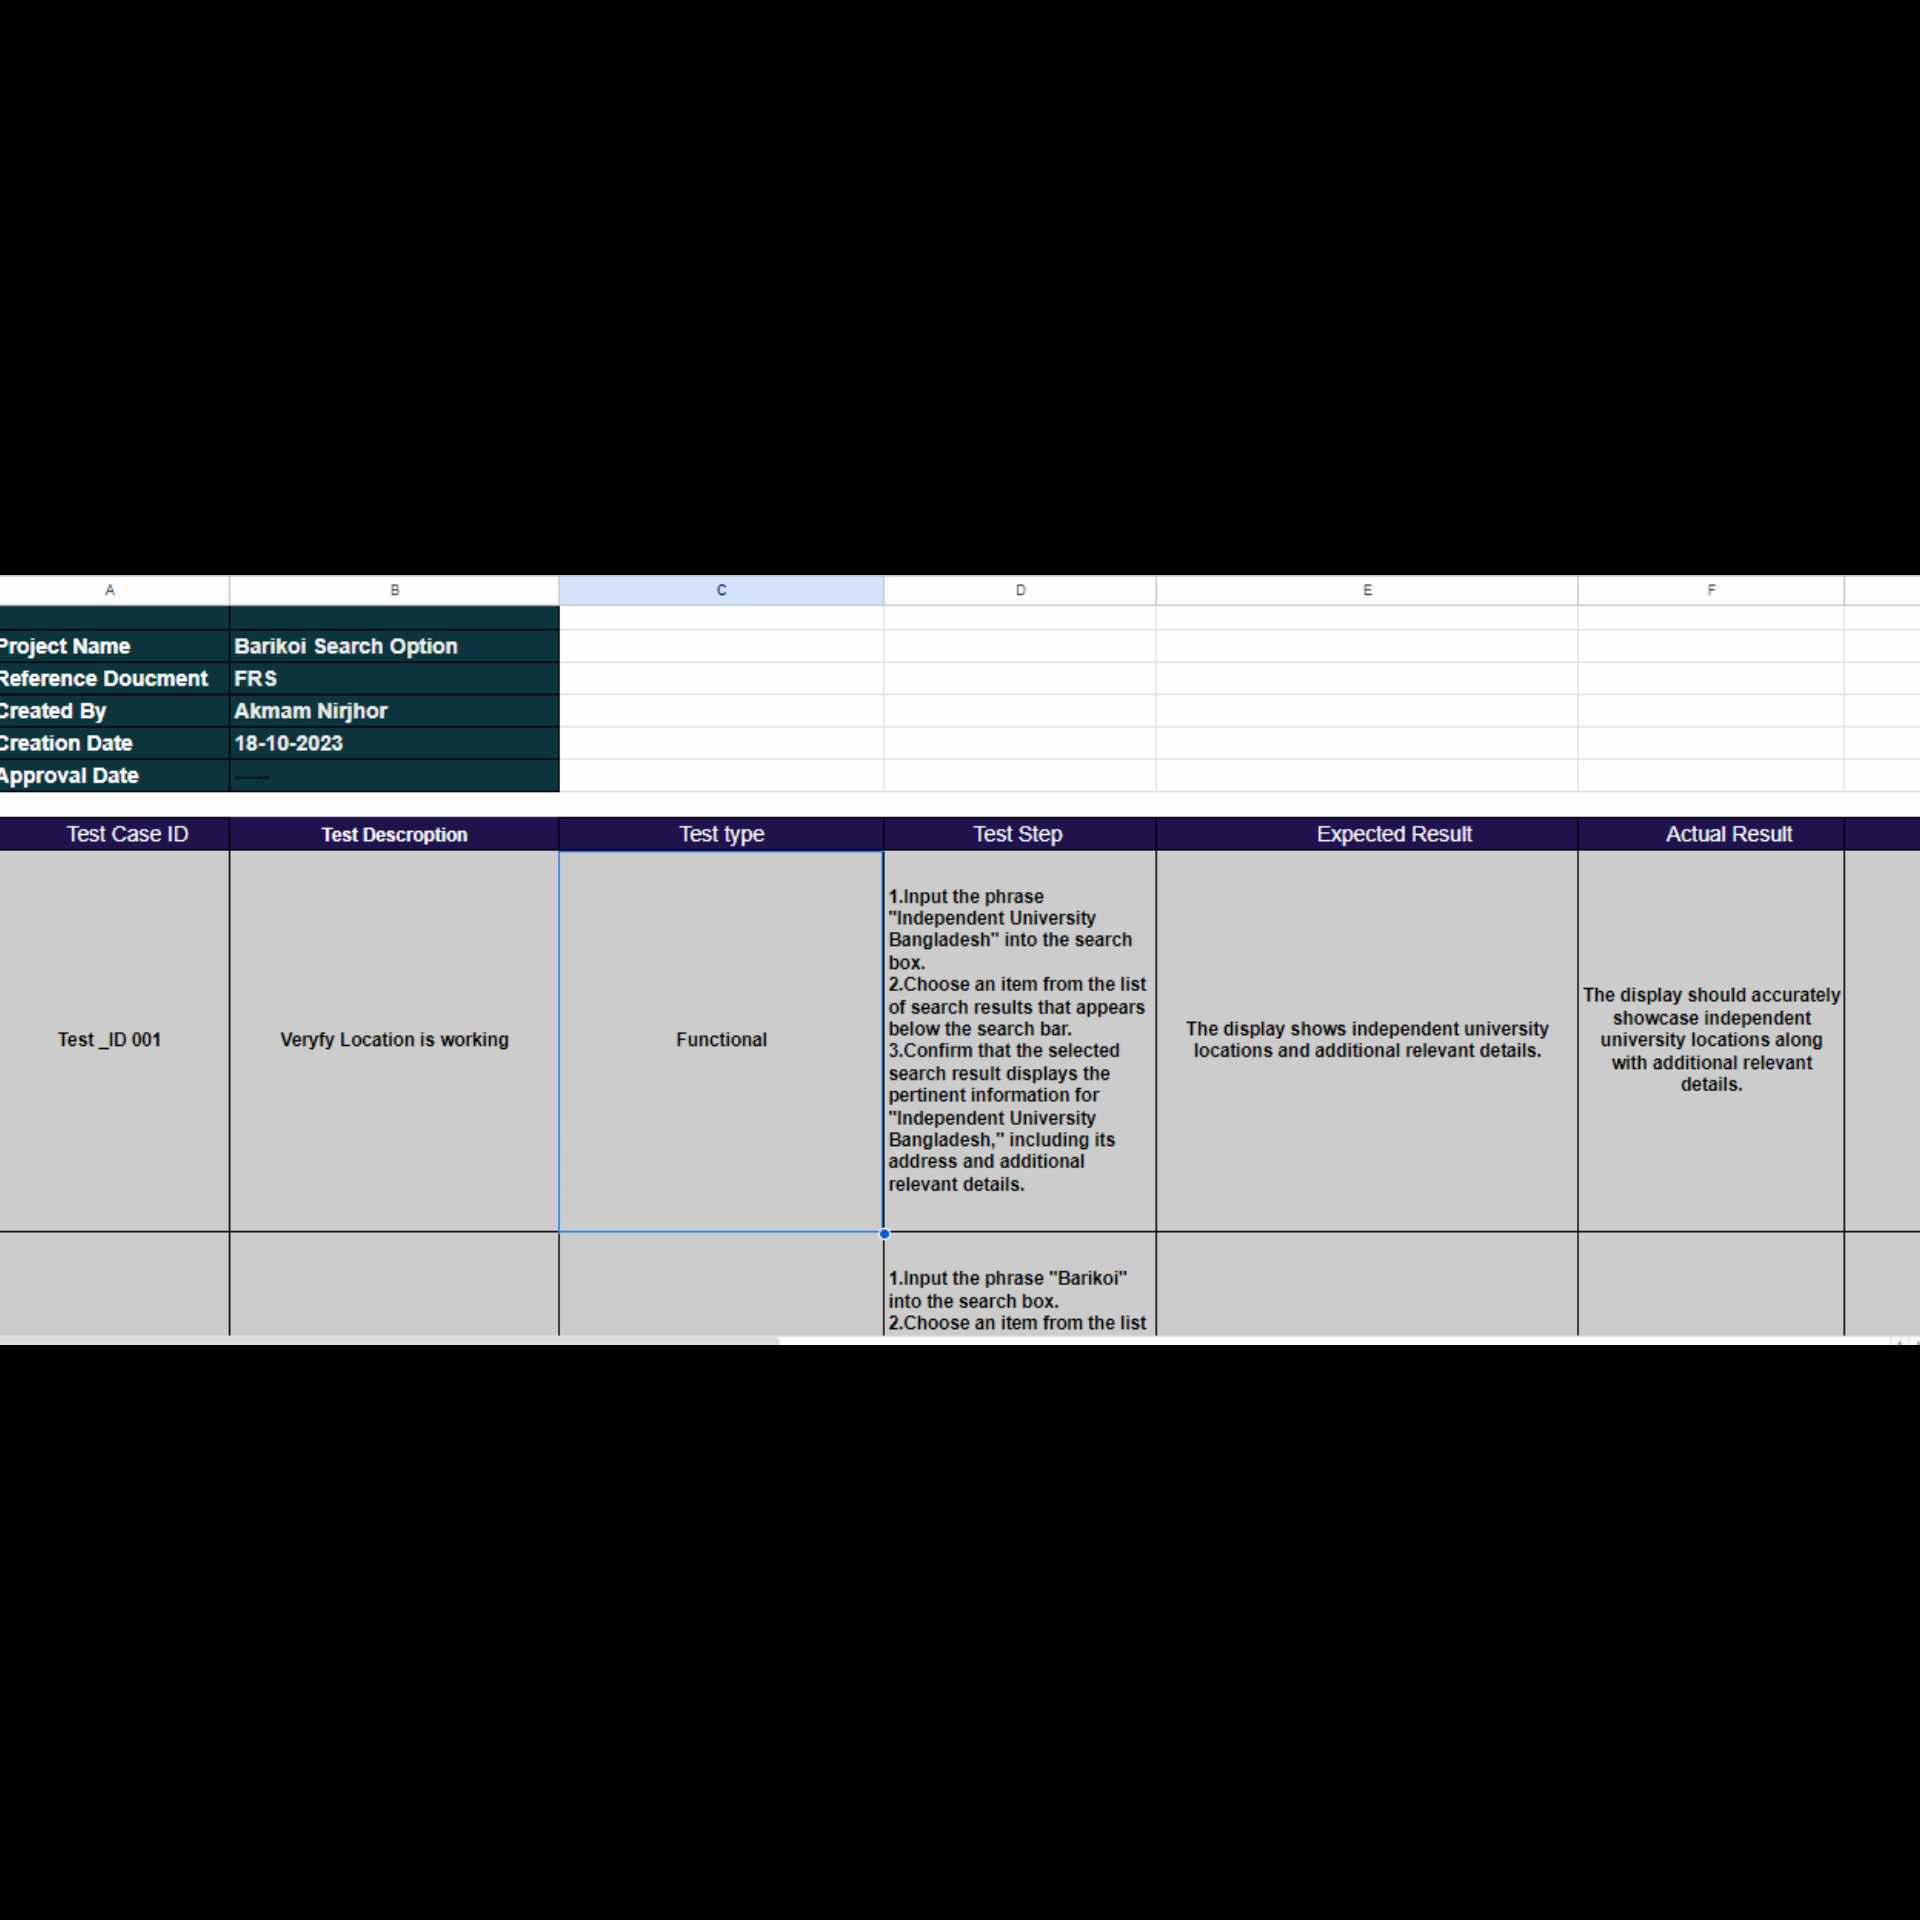 A B C D E F
Project Name Barikoi Search Option
Reference Doucment FRS
Created By Akmam Nirjhor
Creation Date 18-10-2023
Approval Date -----
Test Case ID Test Descroption Test type Test Step Expected Result Actual Result
Test _ID 001
Veryfy Location is working
Functional
1.Input the phrase
"Independent University
Bangladesh" into the search
box.
2.Choose an item from the list
of search results that appears
below the search bar.
3.Confirm that the selected
search result displays the
pertinent information for
"Independent University
Bangladesh," including its
address and additional
relevant details.
The display shows independent university
locations and additional relevant details.
The display should accurately
showcase independent
university locations along
with additional relevant
details.
1.Input the phrase "Barikoi"
into the search box.
2.Choose an item from the list